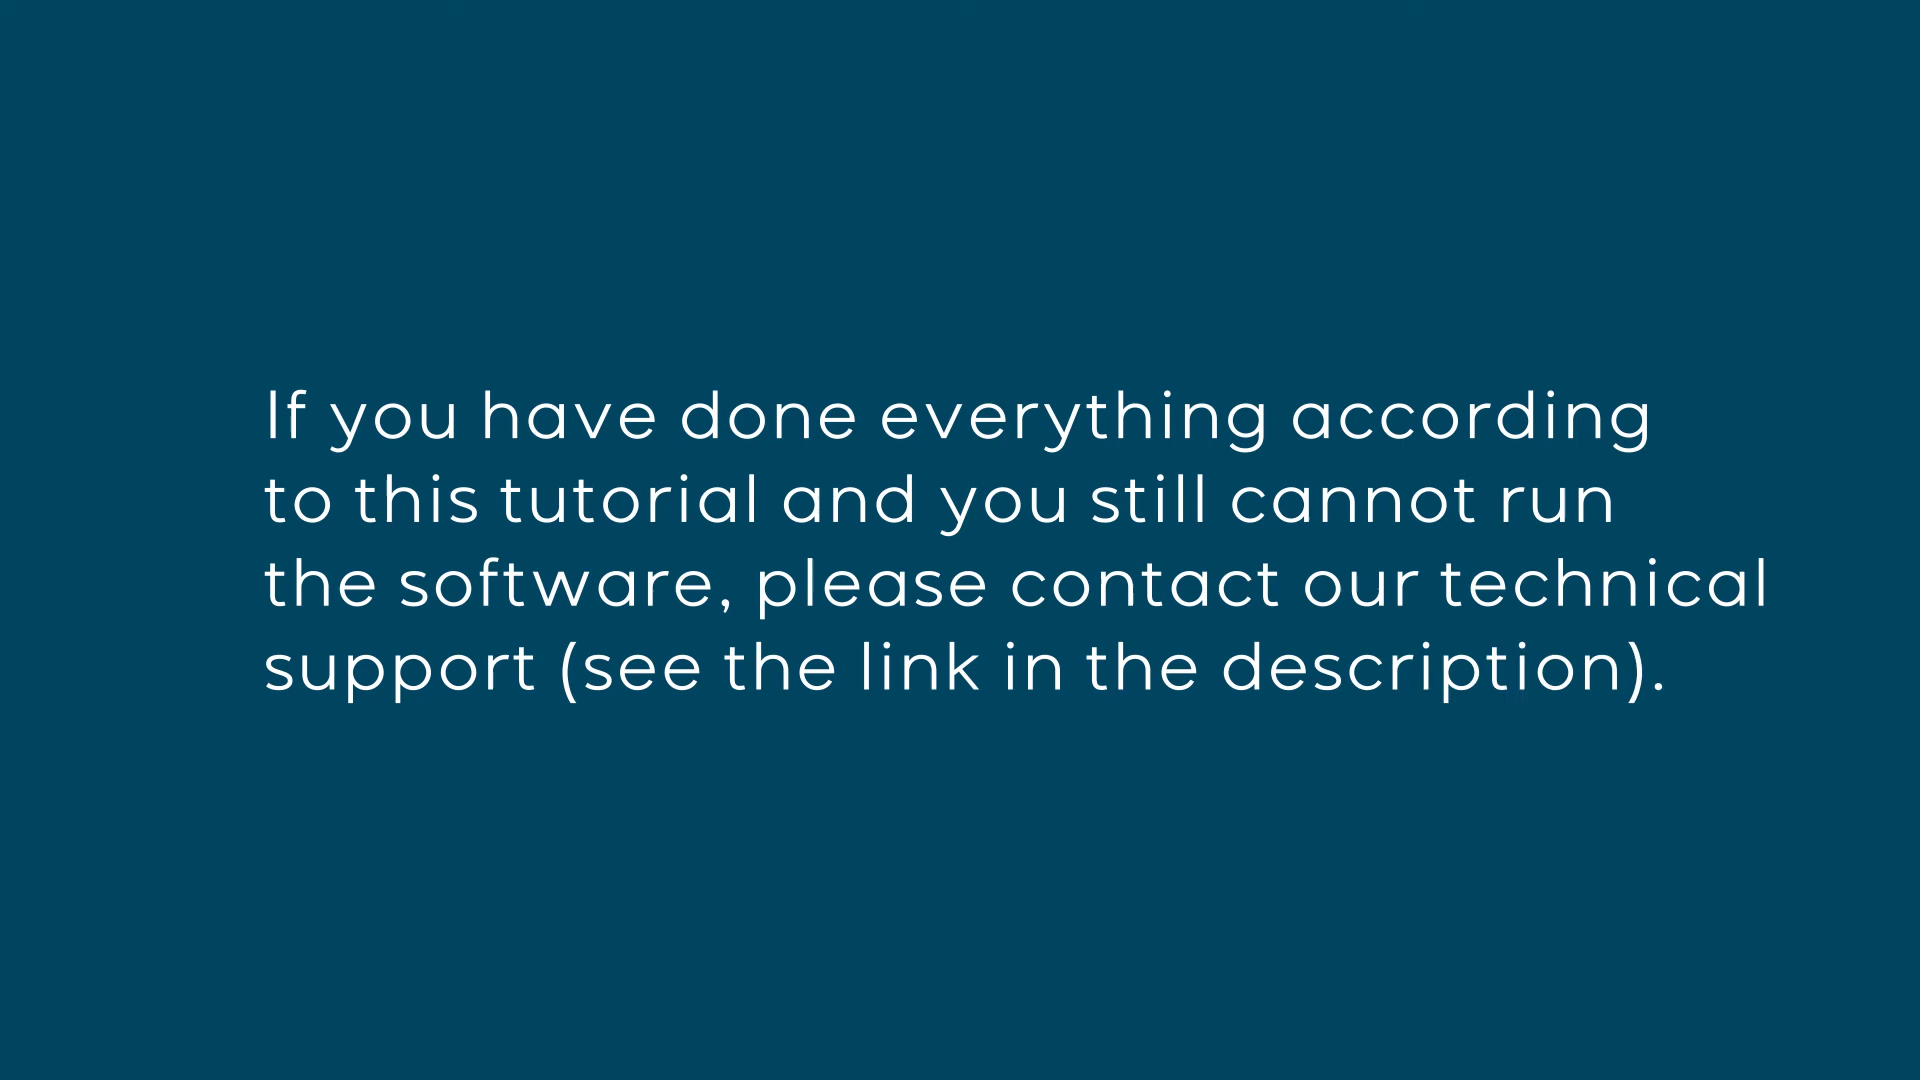 If you have done everything according
to this tutorial and you still cannot run
the software, please contact our technical
support (see the link in the description).